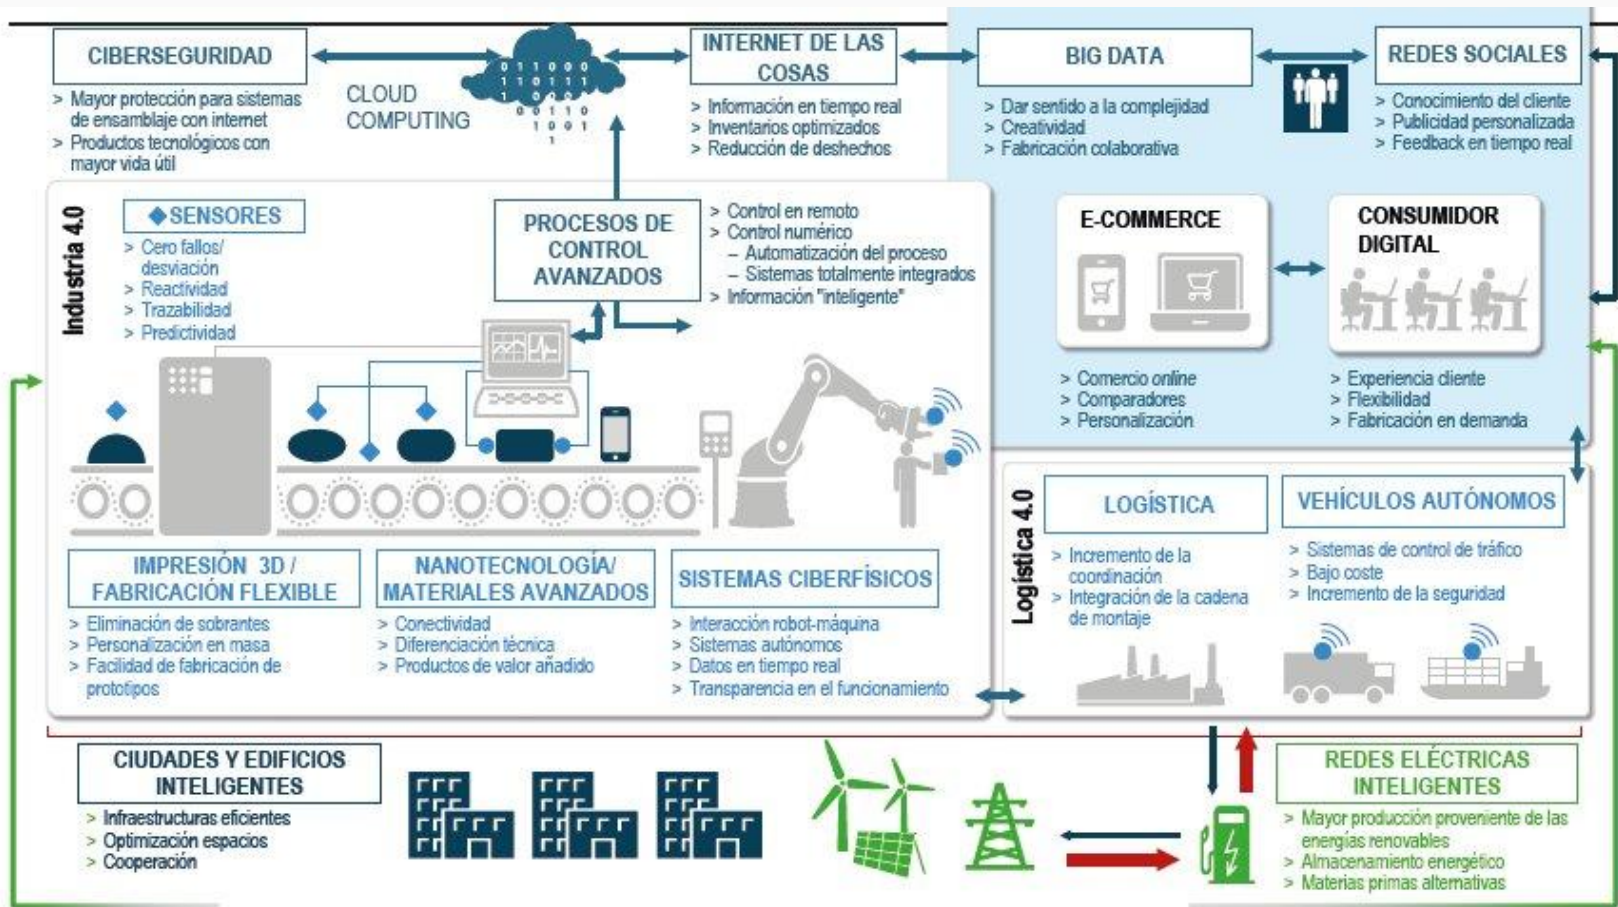 CIBERSEGURIDAD
> Mayor protección para sistemas
de ensamblaje con internet
> Productos tecnológicos con
mayor vida útil
CLOUD
COMPUTING
011000
110111
00110
1001
1
INTERNET DE LAS
COSAS
> Información en tiempo real
> Inventarios optimizados
> Reducción de deshechos
BIG DATA
> Dar sentido a la complejidad
> Creatividad
> Fabricación colaborativa
REDES SOCIALES
> Conocimiento del cliente
> Publicidad personalizada
> Feedback en tiempo real
Industria 4.0
SENSORES
> Cero fallos/
desviación
> Reactividad
> Trazabilidad
> Predictividad
PROCESOS DE
CONTROL
AVANZADOS
> Control en remoto
> Control numérico
– Automatización del proceso
– Sistemas totalmente integrados
> Información "inteligente"
E-COMMERCE
> Comercio online
> Comparadores
> Personalización
CONSUMIDOR
DIGITAL
> Experiencia cliente
> Flexibilidad
> Fabricación en demanda
IMPRESIÓN 3D /
FABRICACIÓN FLEXIBLE
> Eliminación de sobrantes
> Personalización en masa
> Facilidad de fabricación de
prototipos
NANOTECNOLOGÍA/
MATERIALES AVANZADOS
> Conectividad
> Diferenciación técnica
> Productos de valor añadido
SISTEMAS CIBERFÍSICOS
> Interacción robot-máquina
> Sistemas autónomos
> Datos en tiempo real
> Transparencia en el funcionamiento
Logística 4.0
LOGÍSTICA
> Incremento de la
coordinación
> Integración de la cadena
de montaje
VEHÍCULOS AUTÓNOMOS
> Sistemas de control de tráfico
> Bajo coste
> Incremento de la seguridad
CIUDADES Y EDIFICIOS
INTELIGENTES
> Infraestructuras eficientes
> Optimización espacios
> Cooperación
REDES ELÉCTRICAS
INTELIGENTES
> Mayor producción proveniente de las
energías renovables
> Almacenamiento energético
> Materias primas alternativas